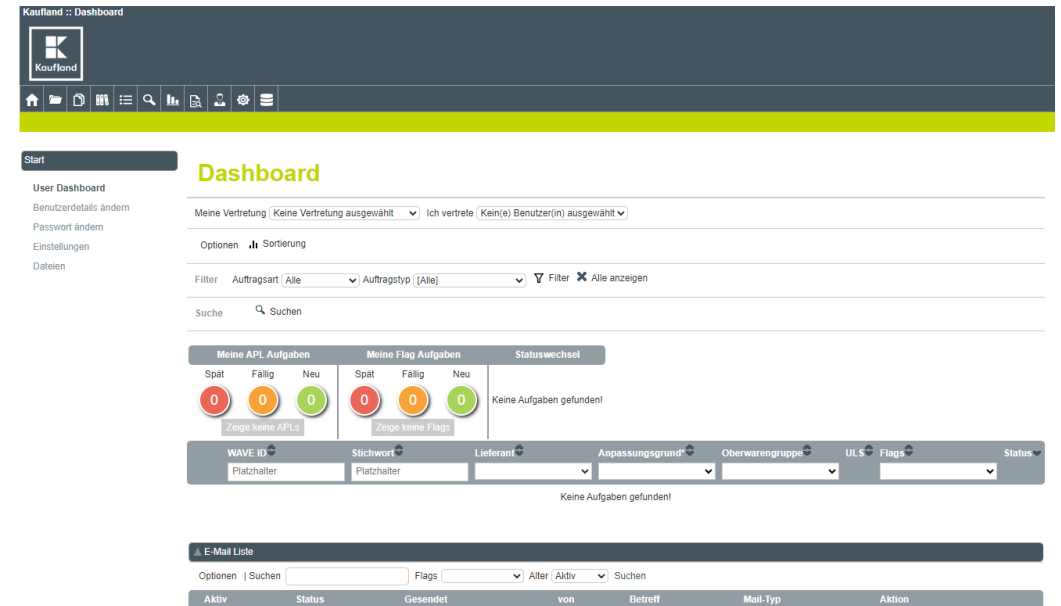 Kaufland :: Dashboard
Kaufland
Start
User Dashboard
Benutzerdetails ändern
Passwort ändern
Einstellungen
Dateien
Dashboard
Meine Vertretung Keine Vertretung ausgewählt Ich vertrete Kein(e) Benutzer(in) ausgewählt
Optionen Sortierung
Filter Auftragsart Alle Auftragstyp [Alle] Filter Alle anzeigen
Suche Suchen
Meine APL Aufgaben Meine Flag Aufgaben Statuswechsel
Spät Fällig Neu Spät Fällig Neu
0 0 0 0 0 0 Keine Aufgaben gefunden!
Zeige keine APLs Zeige keine Flags
WAVE ID Stichwort Lieferant Anpassungsgrund* Oberwarengruppe ULS Flags Status
Platzhalter Platzhalter
Keine Aufgaben gefunden!
E-Mail Liste
Optionen | Suchen Flags Alter Aktiv Suchen
Aktiv Status Gesendet von Betreff Mail-Typ Aktion